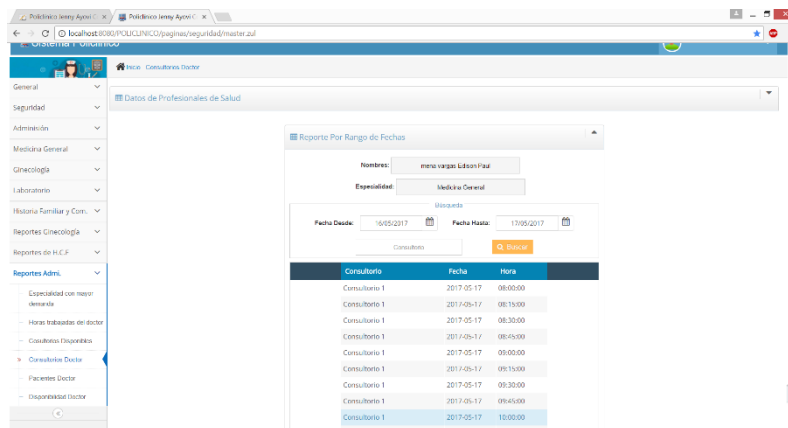 Policlinico Jenny Ayovi C
Policlinico Jenny Ayovi C
localhost:8080/POLICLINICO/paginas/seguridad/master.zul
Sistema Policlínico
Inicio Consultorios Doctor
General
Seguridad
Adminisión
Medicina General
Ginecología
Laboratorio
Historia Familiar y Com.
Reportes Ginecología
Reportes de H.C.F
Reportes Admi.
Especialidad con mayor
demanda
Horas trabajadas del doctor
Cosultorios Disponibles
Consultorios Doctor
Pacientes Doctor
Disponibilidad Doctor
Datos de Profesionales de Salud
Reporte Por Rango de Fechas
Nombres: mena vargas Edison Paul
Especialidad: Medicina General
Búsqueda
Fecha Desde: 16/05/2017 Fecha Hasta: 17/05/2017
Consultorio Buscar
Consultorio Fecha Hora
Consultorio 1 2017-05-17 08:00:00
Consultorio 1 2017-05-17 08:15:00
Consultorio 1 2017-05-17 08:30:00
Consultorio 1 2017-05-17 08:45:00
Consultorio 1 2017-05-17 09:00:00
Consultorio 1 2017-05-17 09:15:00
Consultorio 1 2017-05-17 09:30:00
Consultorio 1 2017-05-17 09:45:00
Consultorio 1 2017-05-17 10:00:00